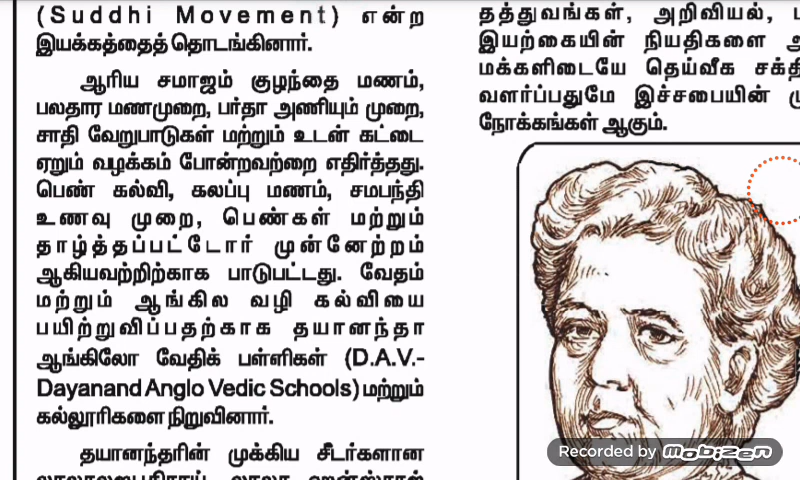 (Suddhi Movement) என்ற
இயக்கத்தைத் தொடங்கினார்.
ஆரிய சமாஜம் குழந்தை மணம்,
பலதார மணமுறை, பர்தா அணியும் முறை,
சாதி வேறுபாடுகள் மற்றும் உடன் கட்டை
ஏறும் வழக்கம் போன்றவற்றை எதிர்த்தது.
பெண் கல்வி, கலப்பு மணம், சமபந்தி
உணவு முறை, பெண்கள் மற்றும்
தாழ்த்தப்பட்டோர் முன்னேற்றம்
ஆகியவற்றிற்காக பாடுபட்டது. வேதம்
மற்றும் ஆங்கில வழி கல்வியை
பயிற்றுவிப்பதற்காக தயானந்தா
ஆங்கிலோ வேதிக் பள்ளிகள் (D.A.V.-
Dayanand Anglo Vedic Schools) மற்றும்
கல்லூரிகளை நிறுவினார்.
தயானந்தரின் முக்கிய சீடர்களான
தத்துவங்கள், அறிவியல்,
இயற்கையின் நியதிகளை
மக்களிடையே தெய்வீக
வளர்ப்பதுமே இச்சபையின்
நோக்கங்கள் ஆகும்.
Recorded by Mobizen